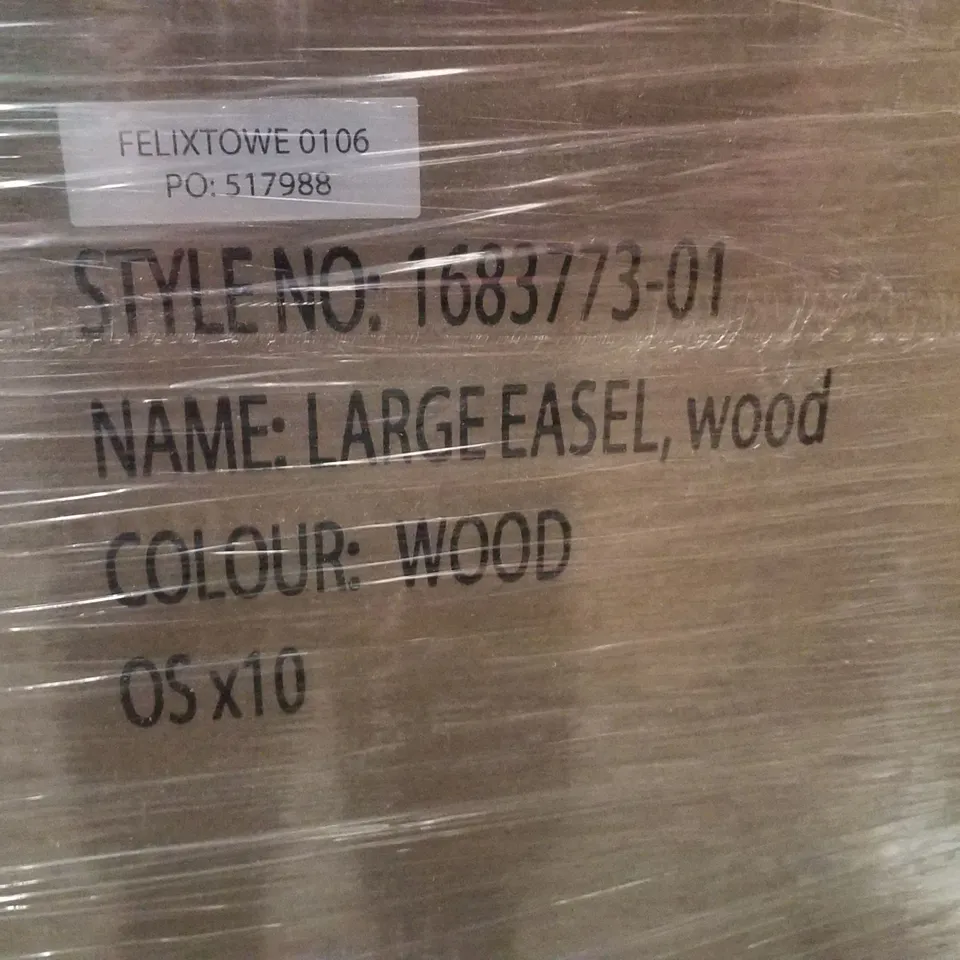 FELIXTOWE 0106
PO: 517988
STYLE NO: 1683773-01
NAME: LARGE EASEL, wood
COLOUR: WOOD
OS x10